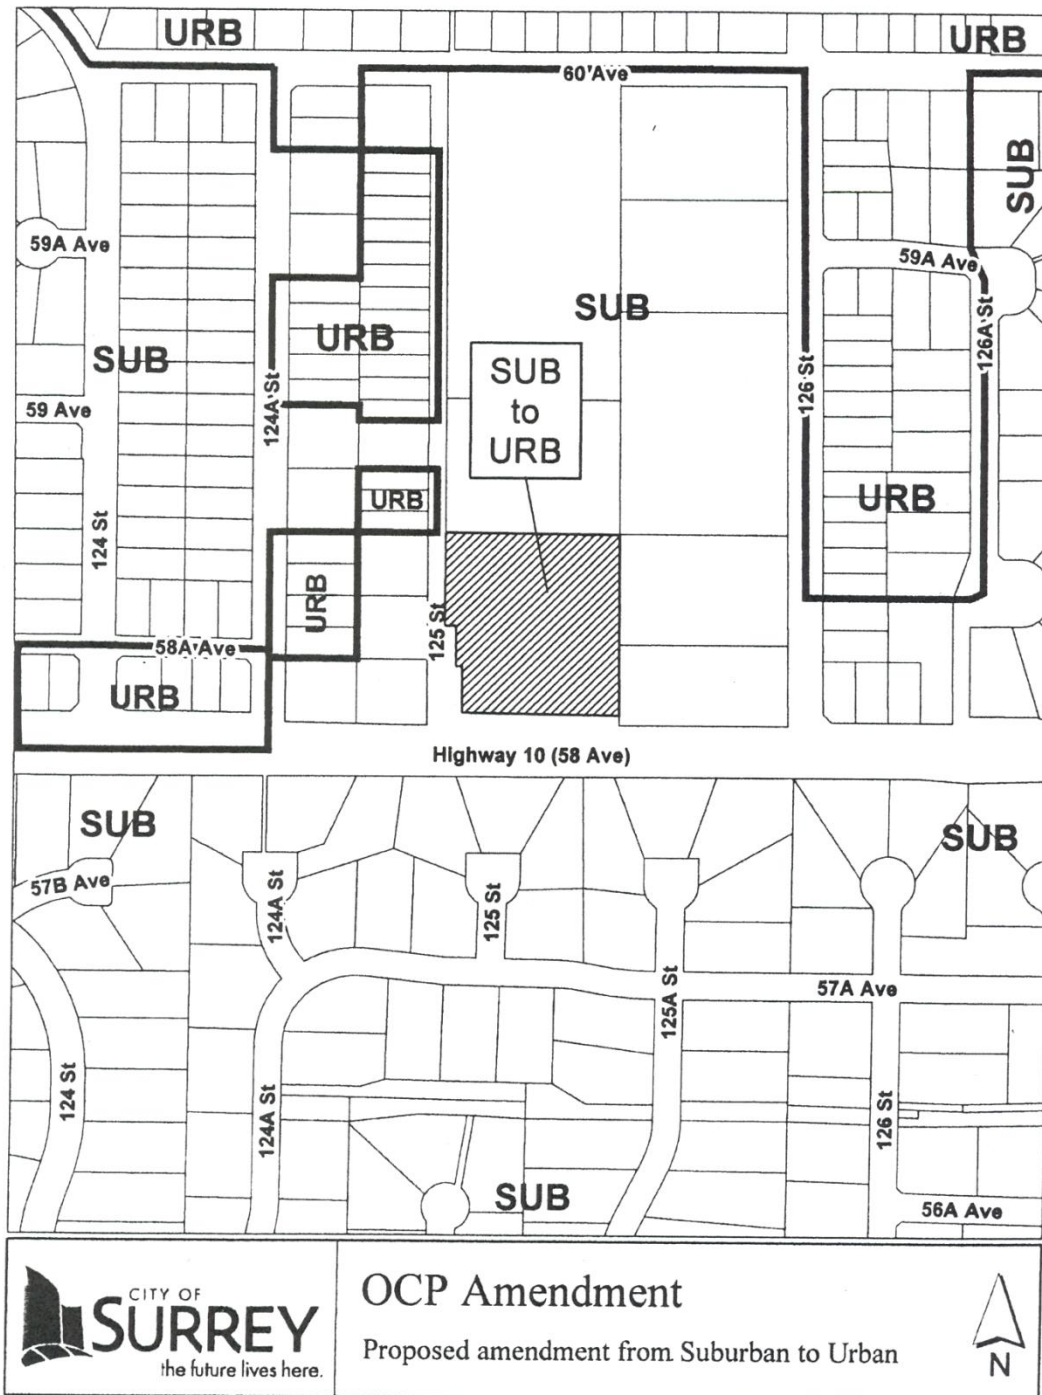 URB
URB
60 Ave
SUB
59A Ave
59A Ave
SUB
126A St
URB
SUB
SUB
to
URB
124A St
126 St
59 Ave
URB
URB
124 St
URB
125 St
58A Ave
URB
Highway 10 (58 Ave)
SUB
SUB
57B Ave
124A St
125 St
125A St
57A Ave
124 St
124A St
126 St
SUB
56A Ave
CITY OF
SURREY
the future lives here.
OCP Amendment
Proposed amendment from Suburban to Urban
N